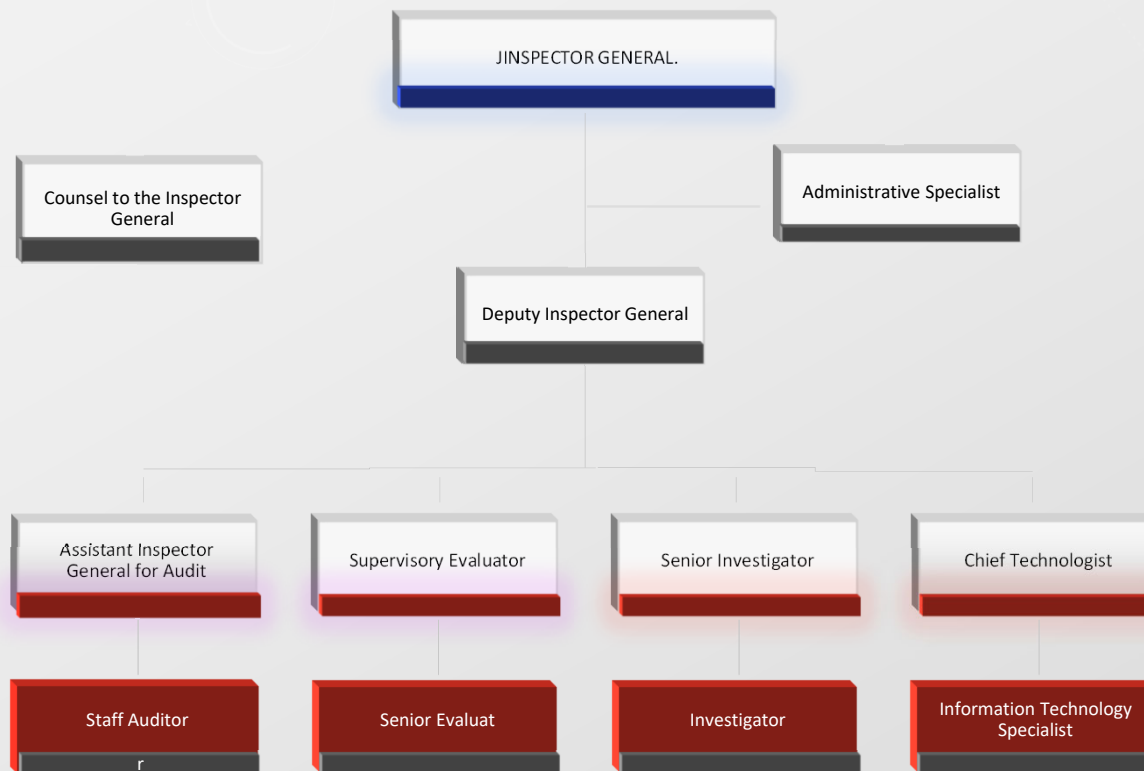 JINSPECTOR GENERAL.
Counsel to the Inspector
General
Administrative Specialist
Deputy Inspector General
Assistant Inspector
General for Audit
Supervisory Evaluator
Senior Investigator
Chief Technologist
Staff Auditor
r
Senior Evaluat
Investigator
Information Technology
Specialist